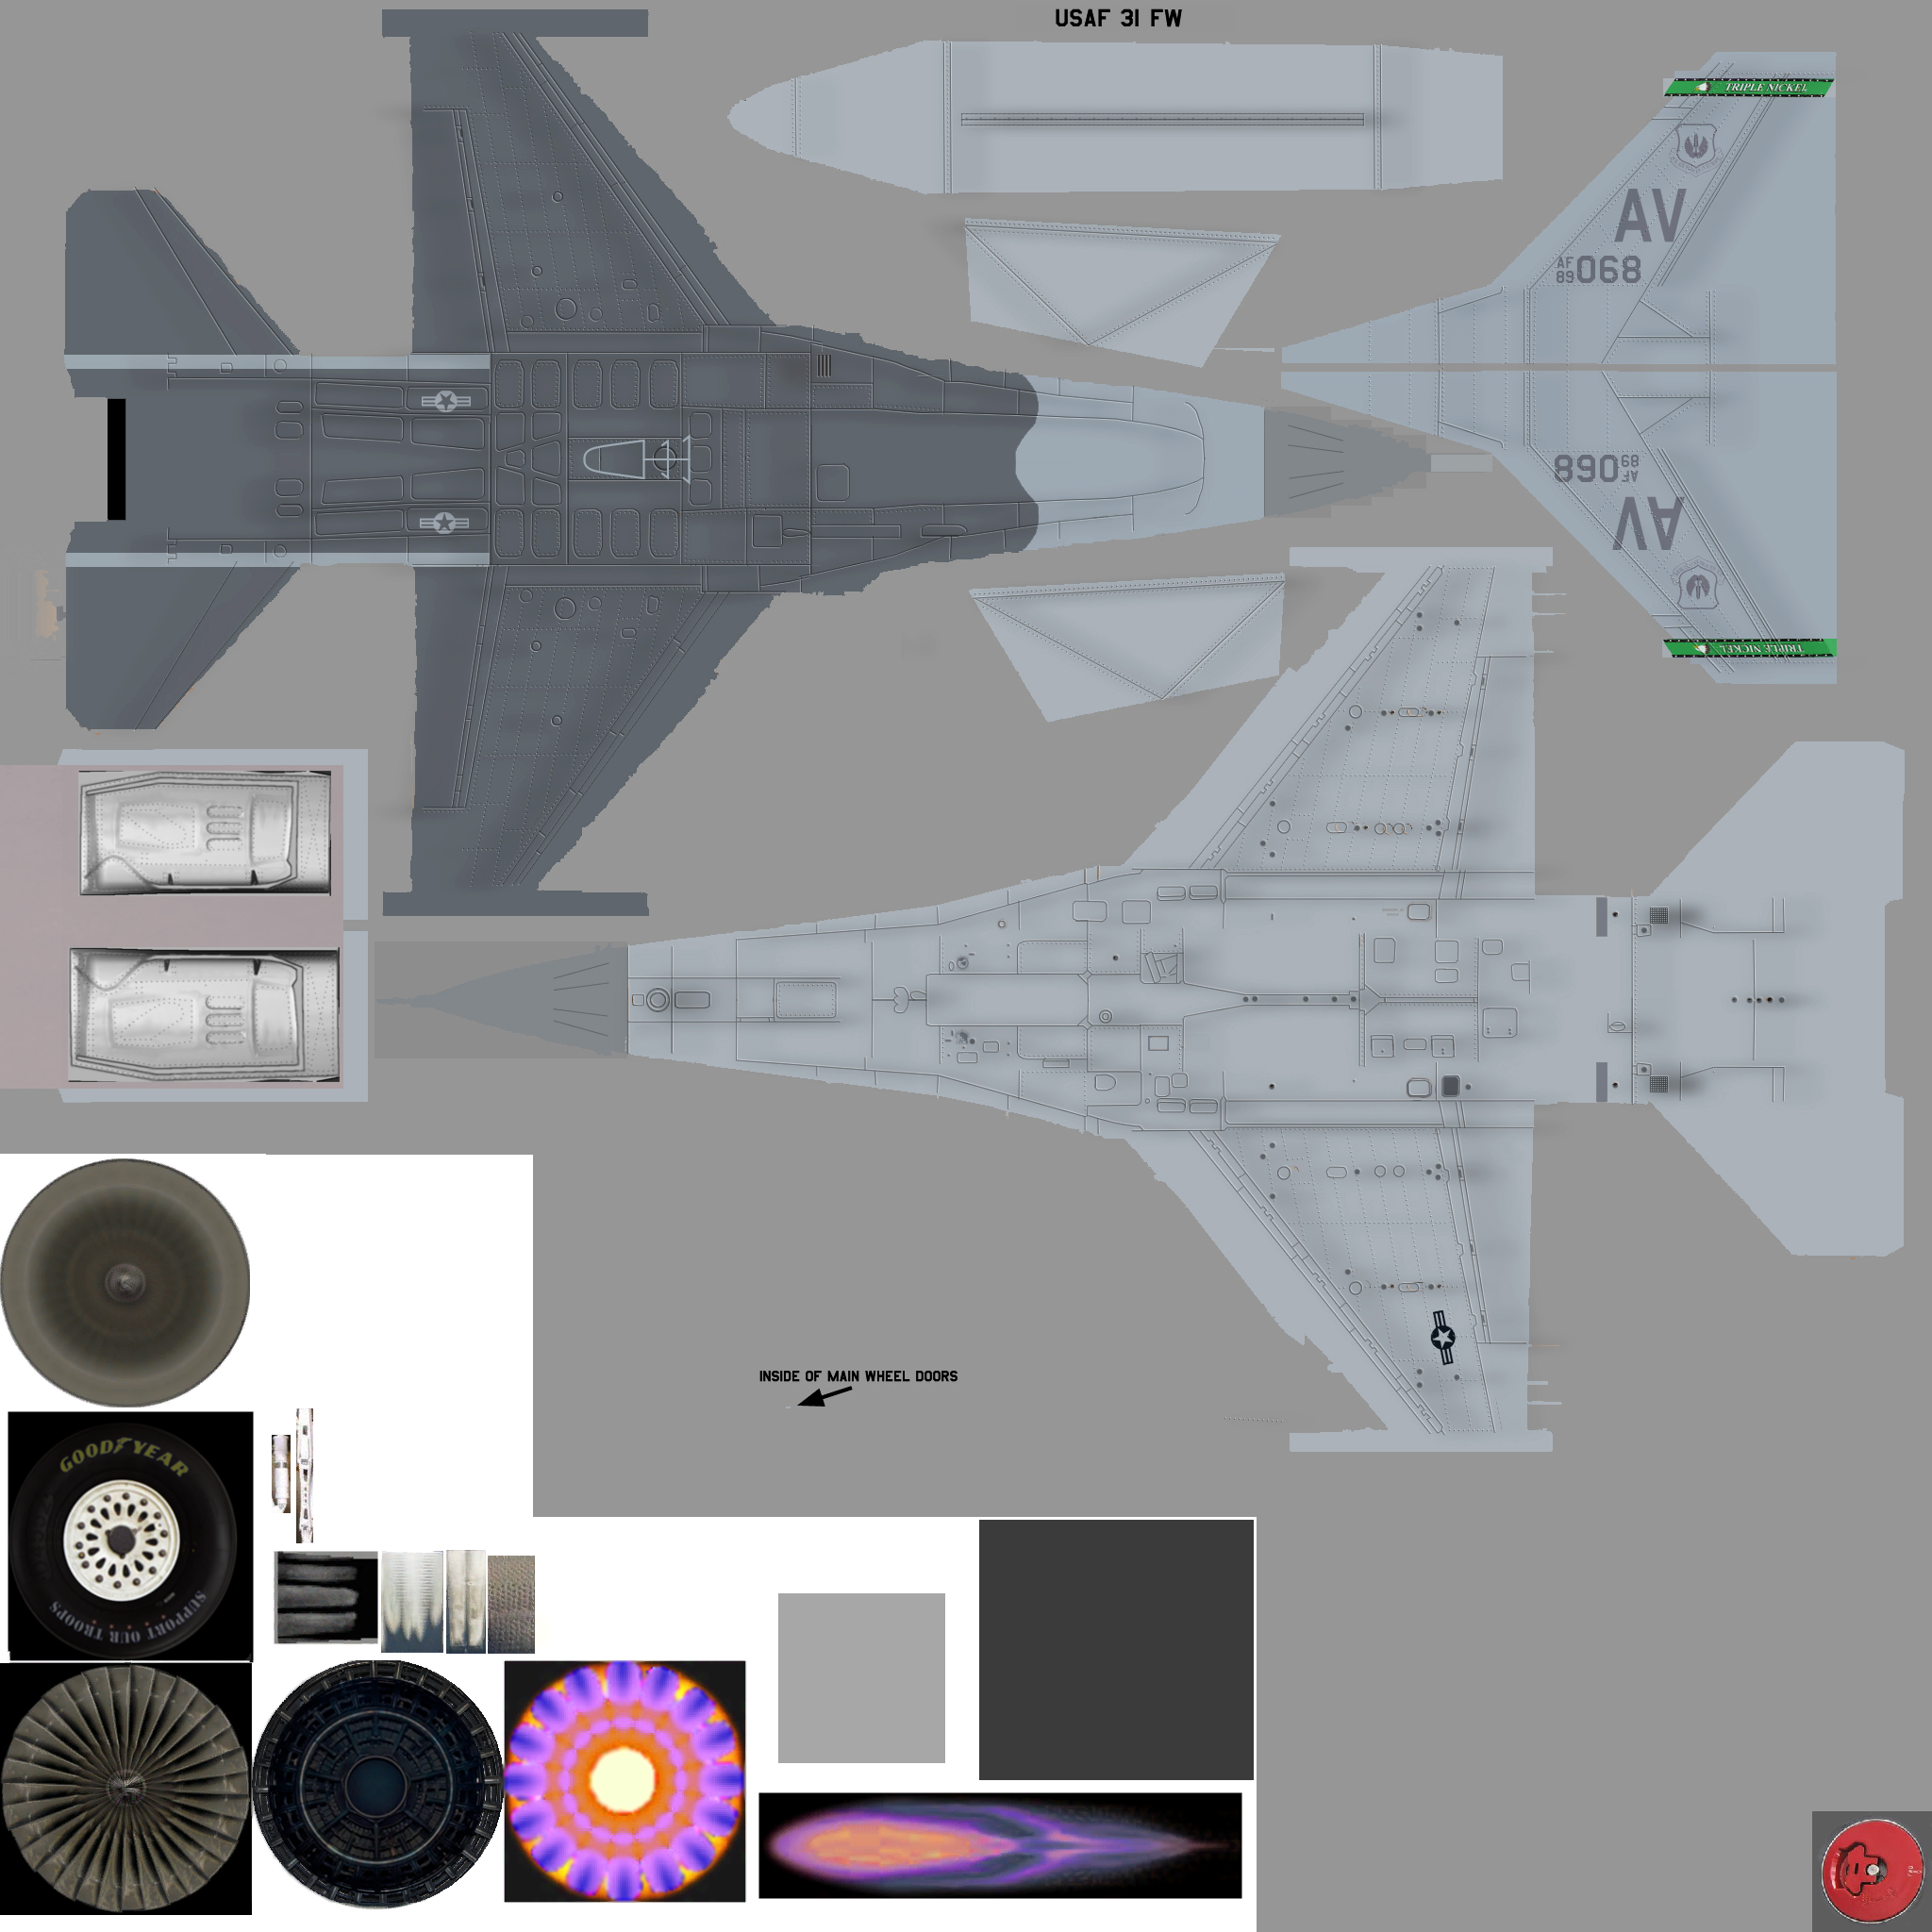 USAF 31 FW
TRIPLE NICKEL
AV
AF
89 068
89 068
AF
AV
TRIPLE NICKEL
INSIDE OF MAIN WHEEL DOORS
GOODYEAR
SUPPORT OUR TROOPS